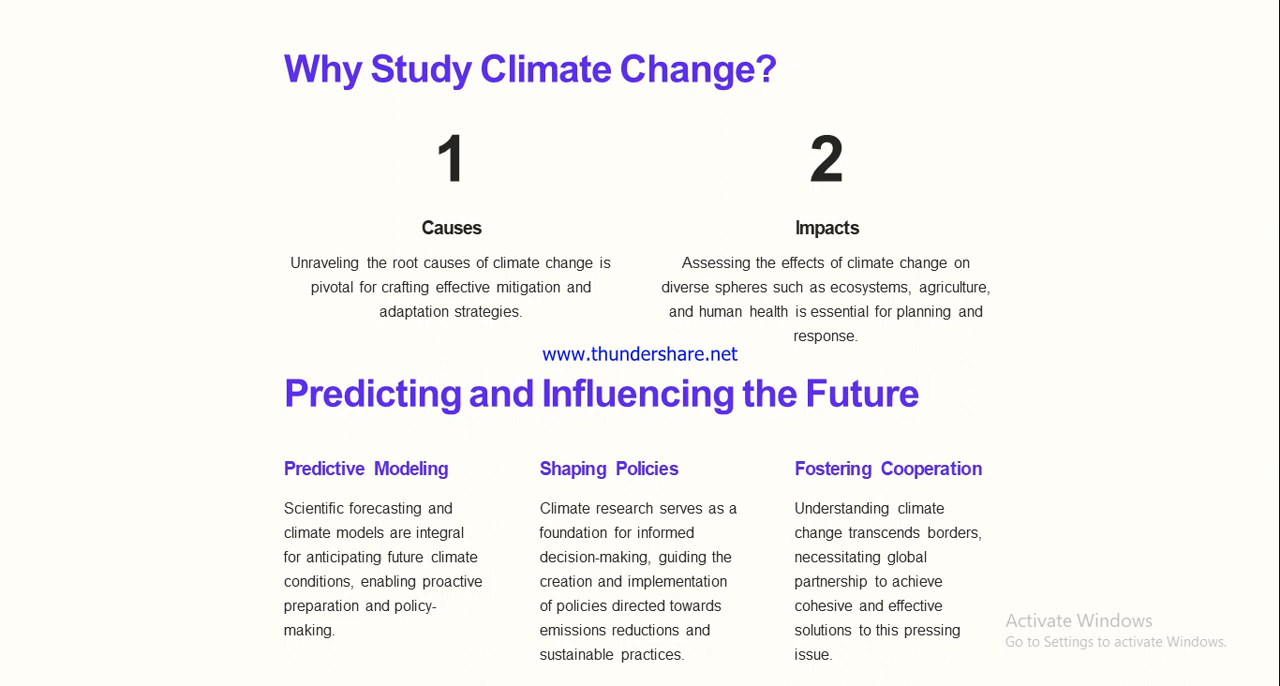 Why Study Climate Change?
1
Causes
Unraveling the root causes of climate change is
pivotal for crafting effective mitigation and
adaptation strategies.
2
Impacts
Assessing the effects of climate change on
diverse spheres such as ecosystems, agriculture,
and human health is essential for planning and
response.
www.thundershare.net
Predicting and Influencing the Future
Predictive Modeling
Scientific forecasting and
climate models are integral
for anticipating future climate
conditions, enabling proactive
preparation and policy-
making.
Shaping Policies
Climate research serves as a
foundation for informed
decision-making, guiding the
creation and implementation
of policies directed towards
emissions reductions and
sustainable practices.
Fostering Cooperation
Understanding climate
change transcends borders,
necessitating global
partnership to achieve
cohesive and effective
solutions to this pressing
issue.
Activate Windows
Go to Settings to activate Windows.